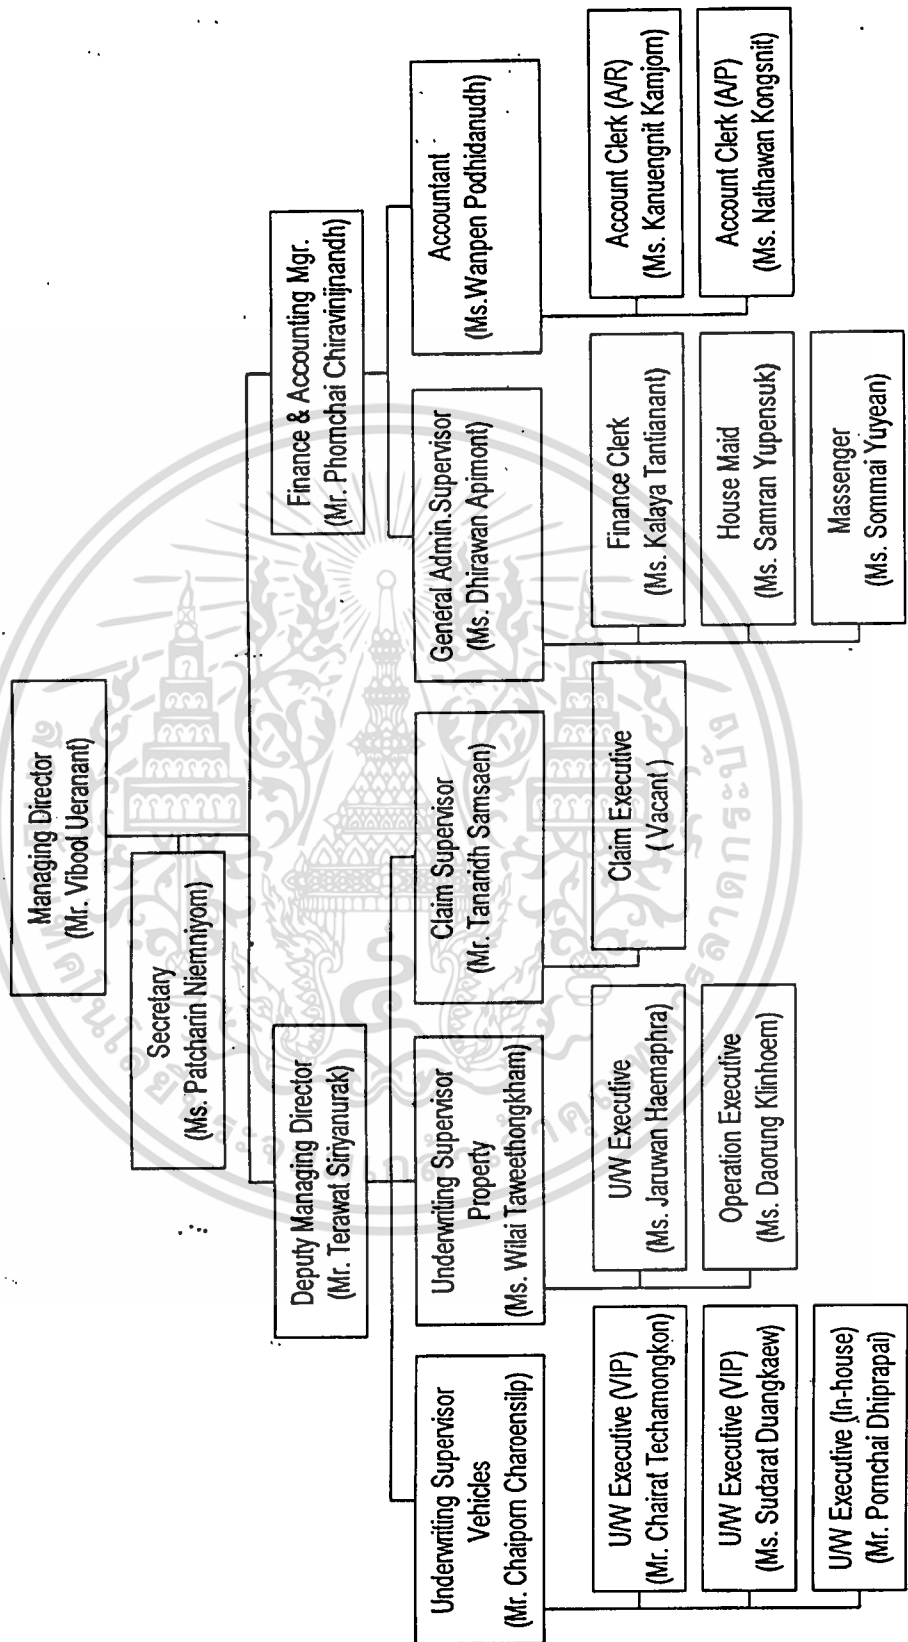 Managing Director
(Mr. Vibool Ueranant)
Secretary
(Ms. Patcharin Niemniyom)
Deputy Managing Director
(Mr. Terawat Siriyanurak)
Finance & Accounting Mgr.
(Mr. Phomchai Chiravinijnandh)
Underwriting Supervisor
Vehicles
(Mr. Chaiporn Charoensilp)
Underwriting Supervisor
Property
(Ms. Wilai Taweethongkham)
Claim Supervisor
(Mr. Tanaridh Samsaen)
General Admin.Supervisor
(Ms. Dhirawan Apimont)
Accountant
(Ms.Wanpen Podhidanudh)
U/W Executive (VIP)
(Mr. Chairat Techamongkon)
U/W Executive (VIP)
(Ms. Sudarat Duangkaew)
U/W Executive (In-house)
(Mr. Pornchai Dhiprapai)
U/W Executive
(Ms. Jaruwan Haemaphra)
Operation Executive
(Ms. Daorung Klinhoem)
Claim Executive
( Vacant )
Finance Clerk
(Ms. Kalaya Tantianant)
House Maid
(Ms. Samran Yupensuk)
Massenger
(Ms. Sommai Yuyean)
Account Clerk (A/R)
(Ms. Kanuengnit Kamjorn)
Account Clerk (A/P)
(Ms. Nathawan Kongsnit)